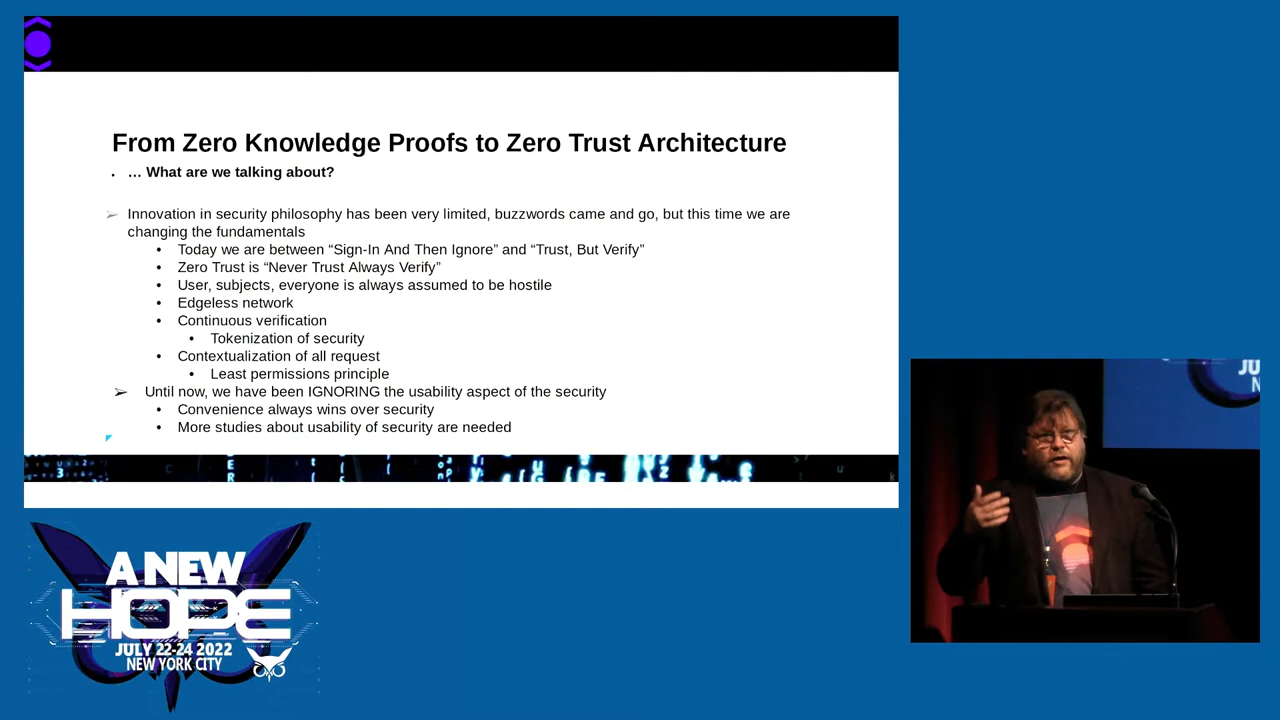 From Zero Knowledge Proofs to Zero Trust Architecture
. … What are we talking about?
➢ Innovation in security philosophy has been very limited, buzzwords came and go, but this time we are
changing the fundamentals
• Today we are between “Sign-In And Then Ignore” and “Trust, But Verify”
• Zero Trust is “Never Trust Always Verify”
• User, subjects, everyone is always assumed to be hostile
• Edgeless network
• Continuous verification
• Tokenization of security
• Contextualization of all request
• Least permissions principle
➢ Until now, we have been IGNORING the usability aspect of the security
• Convenience always wins over security
• More studies about usability of security are needed
A NEW
HOPE
JULY 22-24 2022
NEW YORK CITY
JU
N